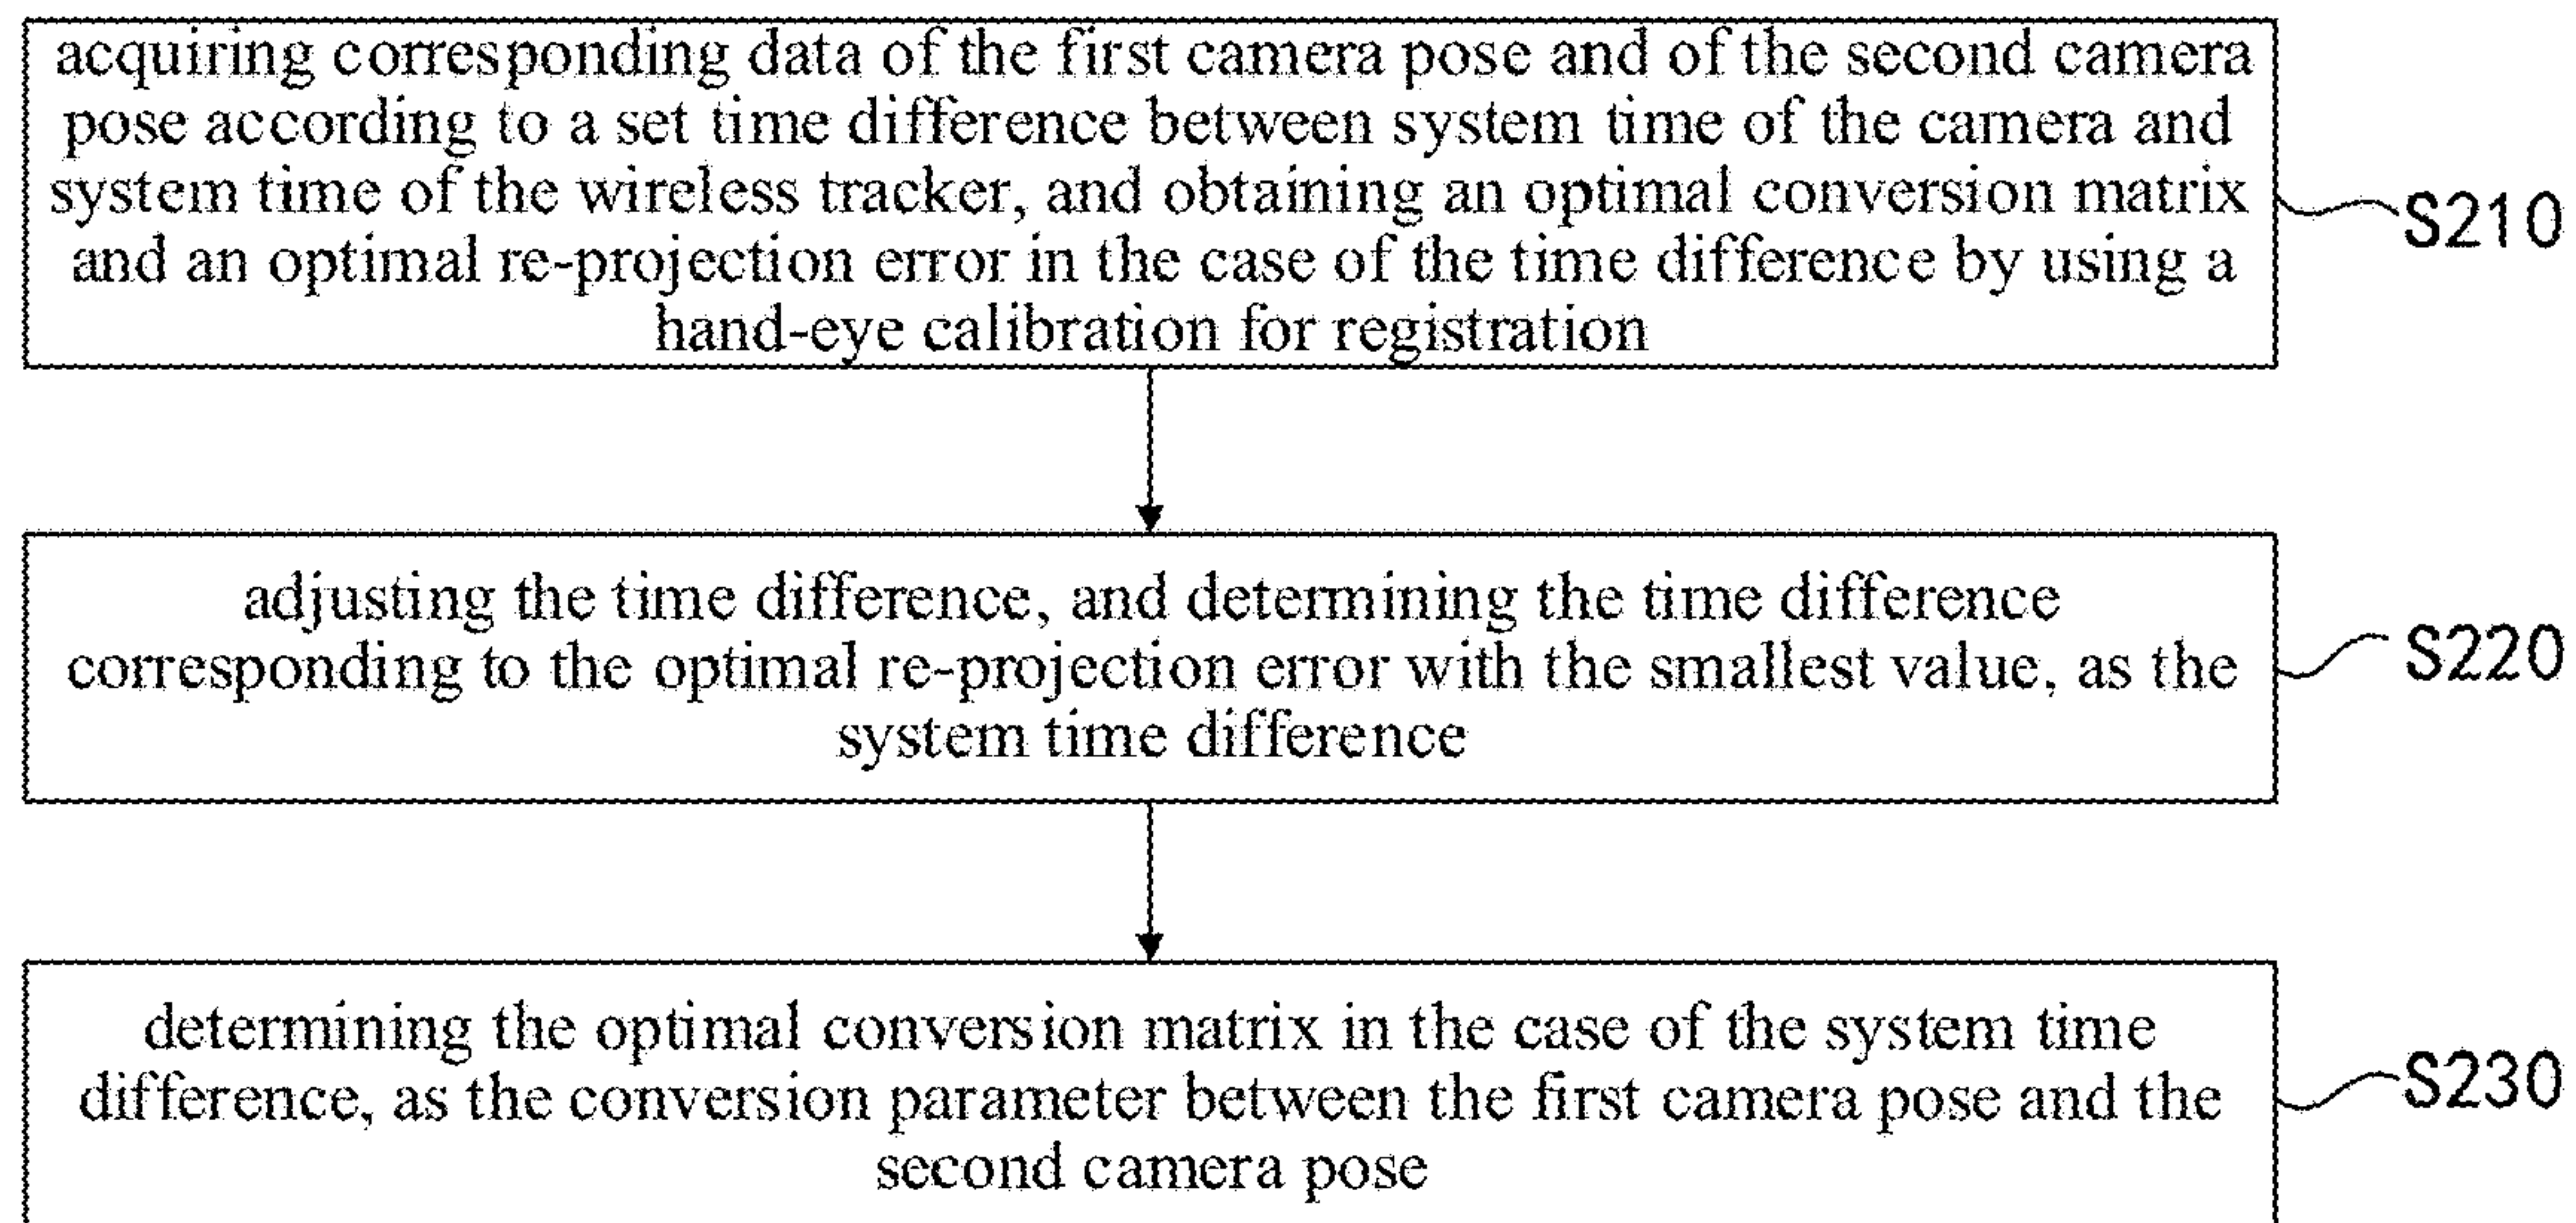 acquiring corresponding data of the first camera pose and of the second camera
pose according to a set time difference between system time of the camera and
system time of the wireless tracker, and obtaining an optimal conversion matrix
and an optimal re-projection error in the case of the time difference by using a
hand-eye calibration for registration
S210
adjusting the time difference, and determining the time difference
corresponding to the optimal re-projection error with the smallest value, as the
system time difference
S220
determining the optimal conversion matrix in the case of the system time
difference, as the conversion parameter between the first camera pose and the
second camera pose
S230